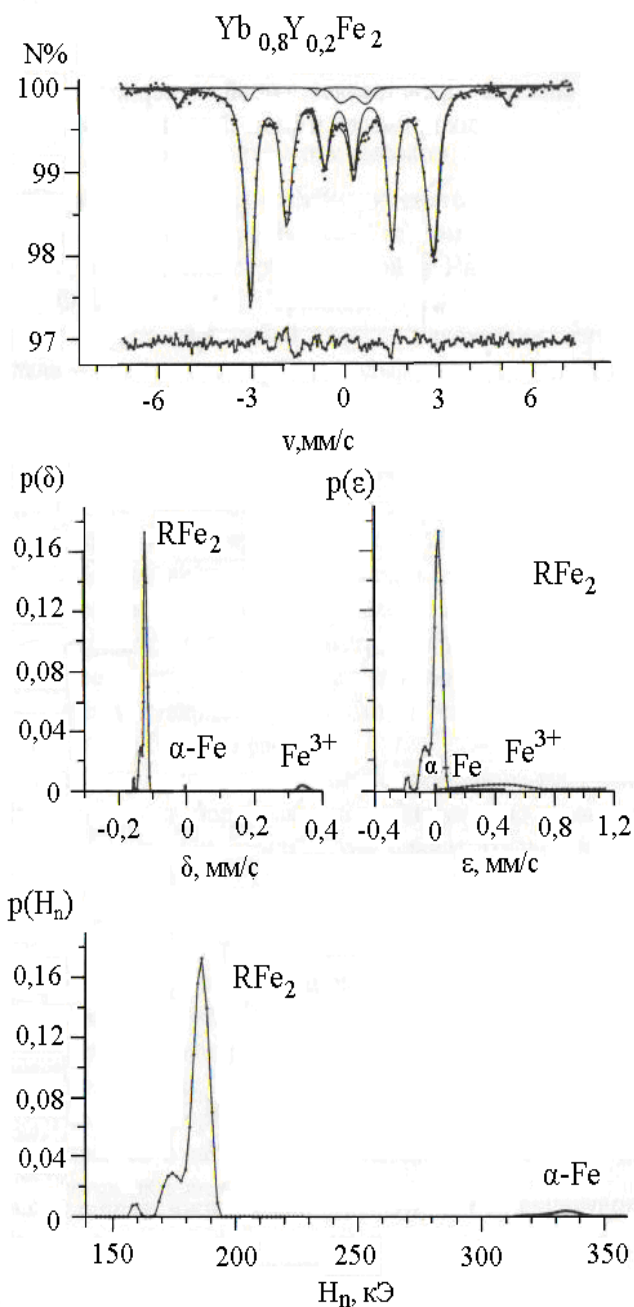 Yb0,8Y0,2Fe2
N%
100
99
98
97
-6 -3 0 3 6
v,мм/с
p(δ) p(ε)
RFe2
0,16
RFe2
0,12
0,08
0,04
α-Fe Fe3+ α - Fe Fe3+
0
-0,2 0 0,2 0,4 -0,4 0 0,4 0,8 1,2
δ, мм/с ε, мм/с
p(Hn)
RFe2
0,16
0,12
0,08
0,04
α-Fe
0
150 200 250 300 350
Hn, кЭ